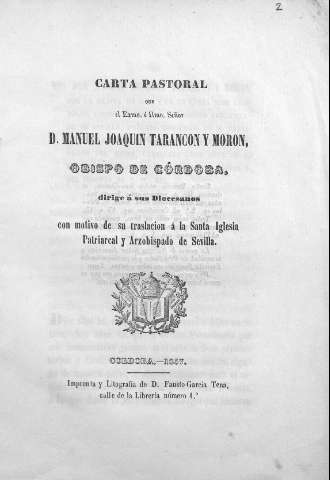 2
CARTA PASTORAL
QUE
el Excmo. é Illmo. Señor
D. MANUEL JOAQUIN TARANCON Y MORON,
OBISPO DE CÓRDOBA,
dirige á sus Diocesanos
con motivo de su traslacion á la Santa Iglesia
Patriarcal y Arzobispado de Sevilla.
CORDOBA.—1857.
Imprenta y Litografía de D. Fausto García Tena,
calle de la Librería número 1.º